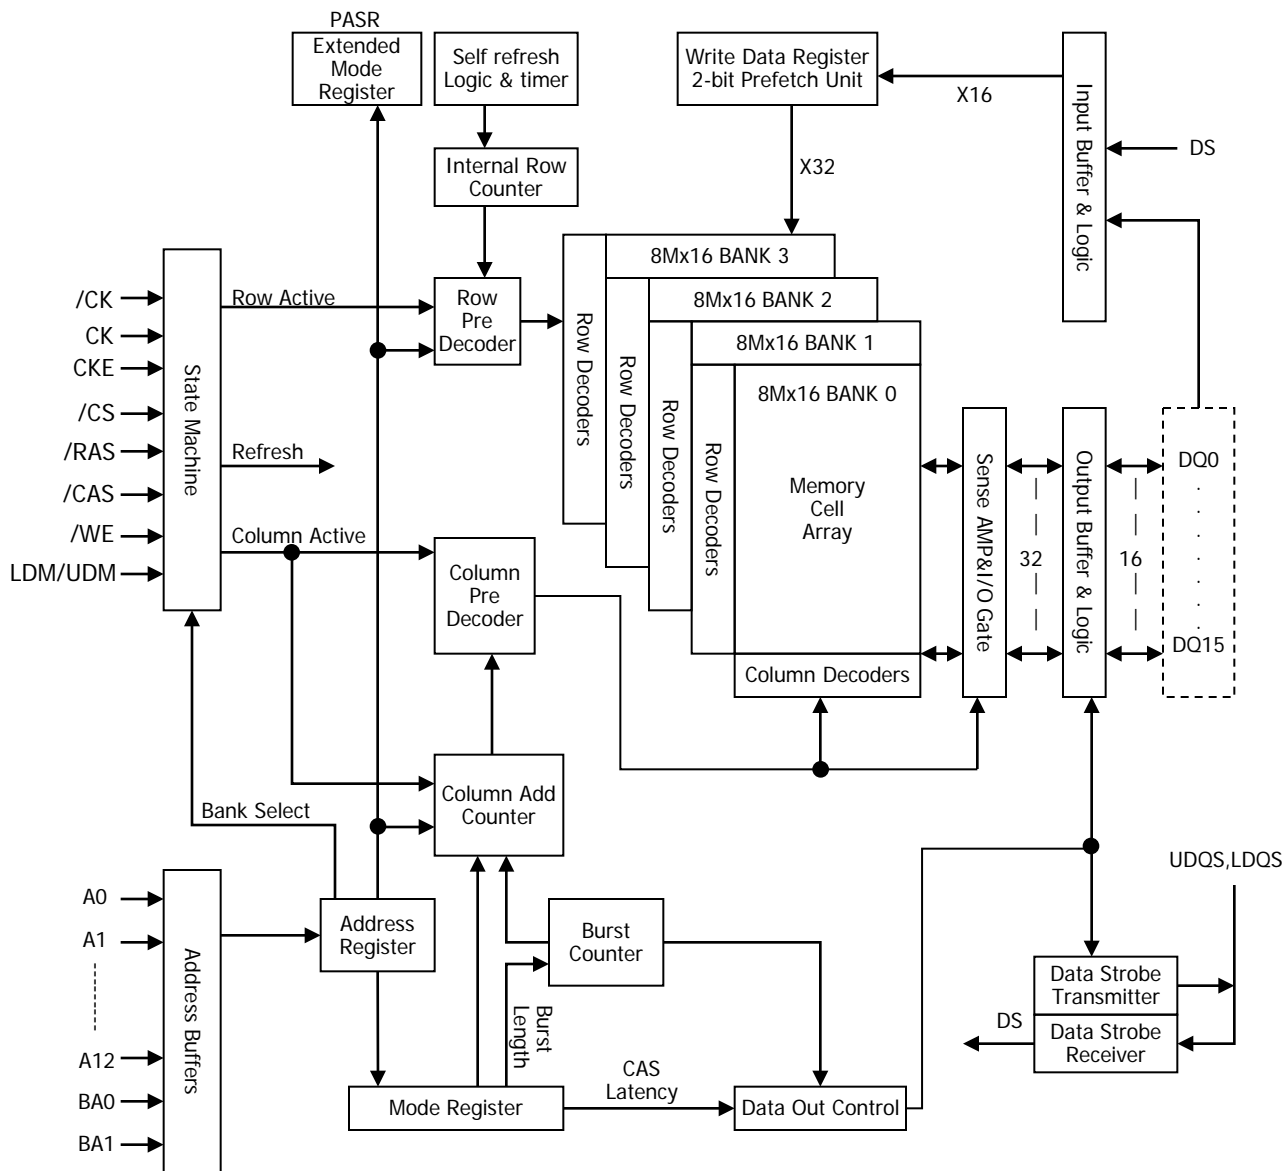 PASR
Extended
Mode
Register
Self refresh
Logic & timer
Write Data Register
2-bit Prefetch Unit
X16
Input Buffer & Logic
DS
Internal Row
Counter
X32
8Mx16 BANK 3
8Mx16 BANK 2
8Mx16 BANK 1
8Mx16 BANK 0
Row Decoders
Row Decoders
Row Decoders
Row Decoders
Memory
Cell
Array
Column Decoders
Row
Pre
Decoder
/CK
CK
CKE
/CS
/RAS
/CAS
/WE
LDM/UDM
State Machine
Row Active
Refresh
Column Active
Column
Pre
Decoder
Sense AMP&I/O Gate
32
Output Buffer & Logic
16
DQ0
DQ15
Bank Select
Column Add
Counter
A0
A1
A12
BA0
BA1
Address Buffers
Address
Register
Burst
Counter
Burst
Length
Mode Register
CAS
Latency
Data Out Control
UDQS,LDQS
Data Strobe
Transmitter
Data Strobe
Receiver
DS